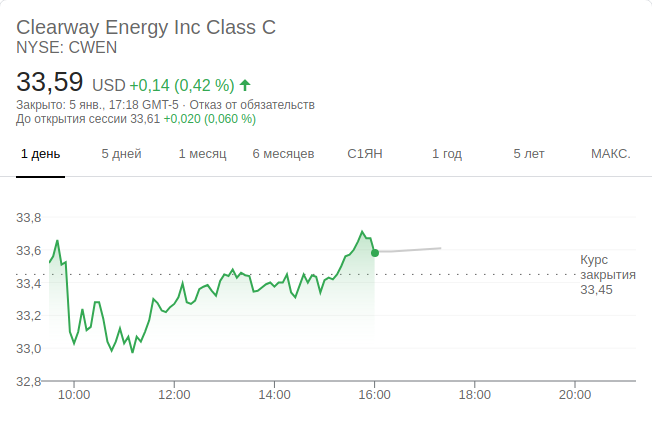 Clearway Energy Inc Class C
NYSE: CWEN
33,59 USD +0,14 (0,42 %)
Закрыто: 5 янв., 17:18 GMT-5 · Отказ от обязательств
До открытия сессии 33,61 +0,020 (0,060 %)
1 день 5 дней 1 месяц 6 месяцев С1ЯН 1 год 5 лет МАКС.
33,8
33,6
33,4
33,2
33,0
32,8
Курс
закрытия
33,45
10:00 12:00 14:00 16:00 18:00 20:00